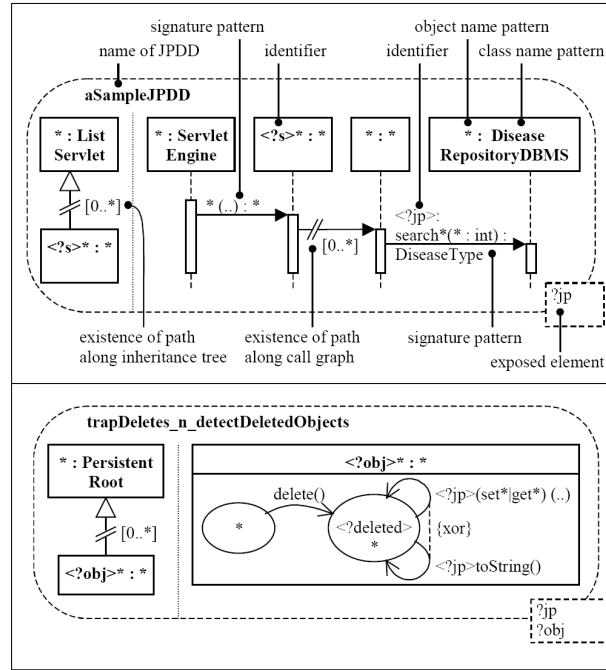 signature pattern
object name pattern
name of JPDD
identifier
identifier
class name pattern
aSampleJPDD
* : List
Servlet
* : Servlet
Engine
<?s>* : *
* : *
* : Disease
RepositoryDBMS
[0..*]
* (..) : *
<?jp>:
search*(* : int) :
DiseaseType
[0..*]
<?s>* : *
?jp
existence of path
along inheritance tree
existence of path
along call graph
signature pattern
exposed element
trapDeletes_n_detectDeletedObjects
* : Persistent
Root
<?obj>* : *
[0..*]
delete()
<?jp>(set*|get*) (..)
*
<?deleted>
*
{xor}
<?jp>toString()
<?obj>* : *
?jp
?obj